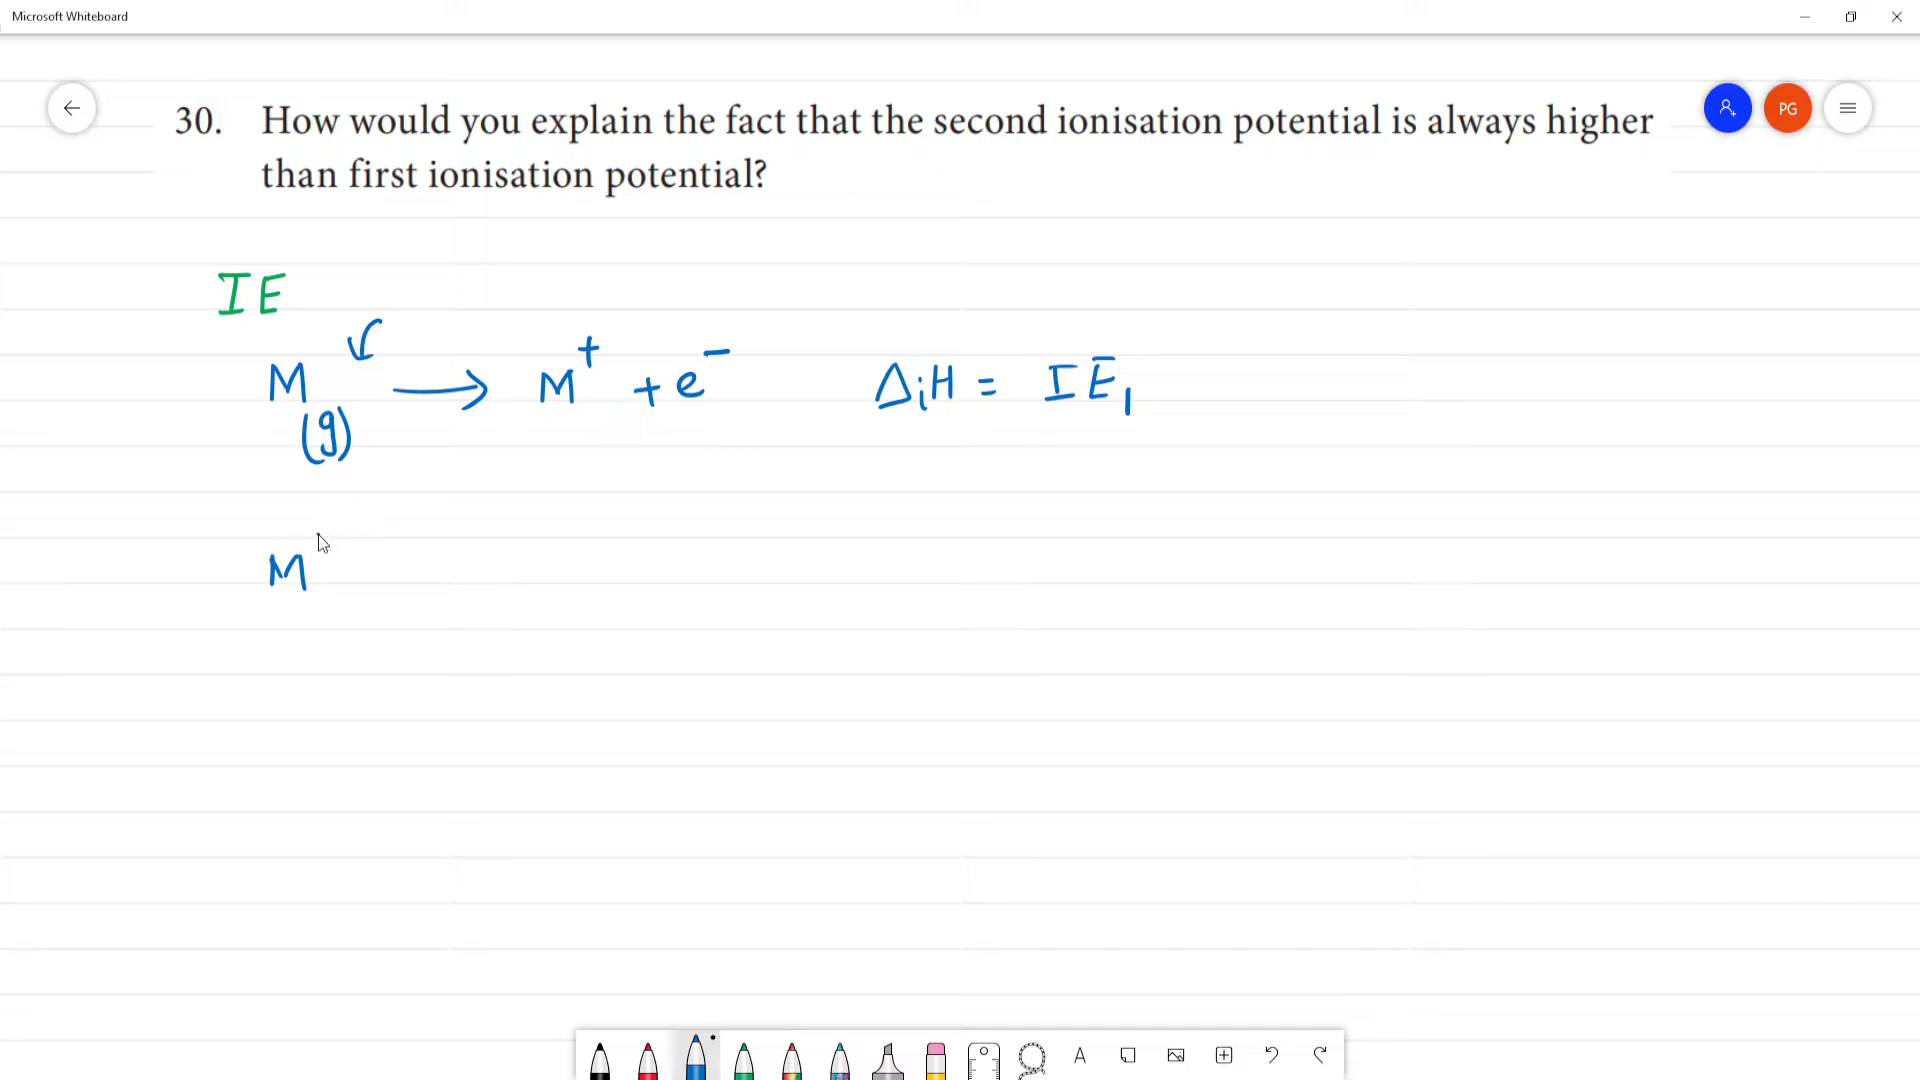 Microsoft Whiteboard
PG
30. How would you explain the fact that the second ionisation potential is always higher
than first ionisation potential?
IE
M (g) ⟶ M⁺ + e⁻ ΔᵢH = IE₁
M
A